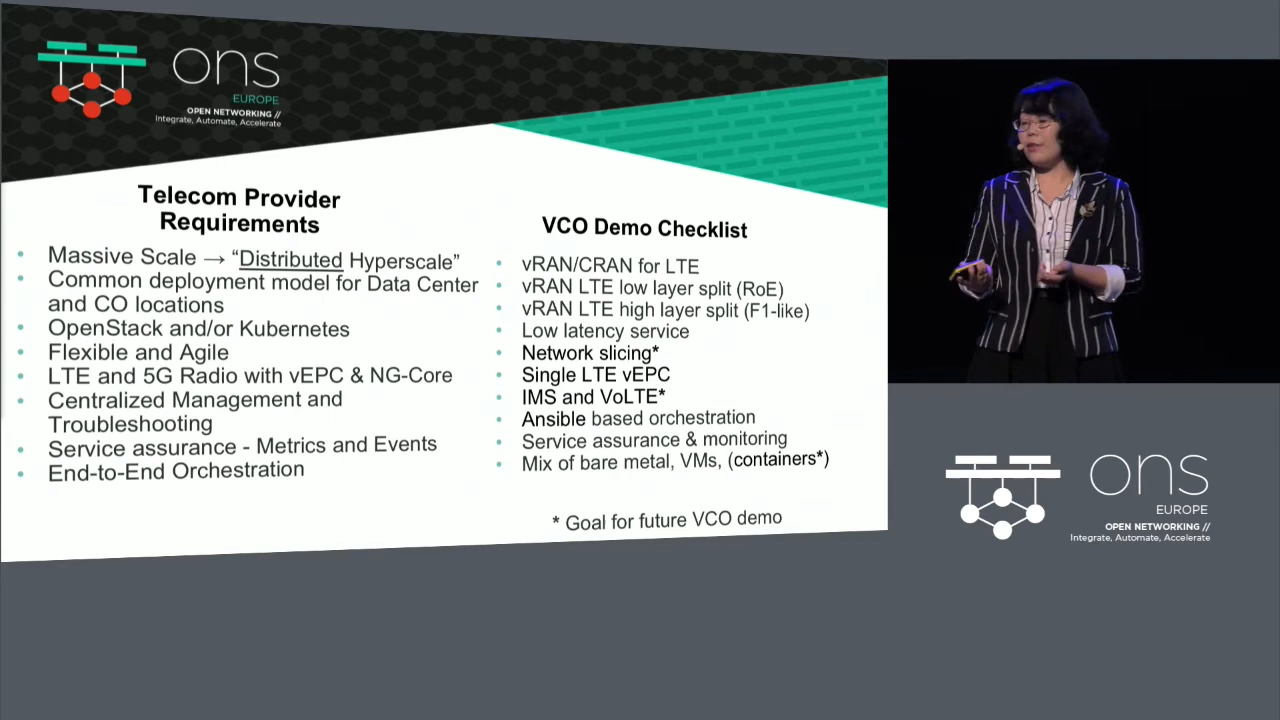 ons
EUROPE
OPEN NETWORKING //
Integrate, Automate, Accelerate
Telecom Provider
Requirements
• Massive Scale → “Distributed Hyperscale”
• Common deployment model for Data Center
and CO locations
• OpenStack and/or Kubernetes
• Flexible and Agile
• LTE and 5G Radio with vEPC & NG-Core
• Centralized Management and
Troubleshooting
• Service assurance - Metrics and Events
• End-to-End Orchestration
VCO Demo Checklist
• vRAN/CRAN for LTE
• vRAN LTE low layer split (RoE)
• vRAN LTE high layer split (F1-like)
• Low latency service
• Network slicing*
• Single LTE vEPC
• IMS and VoLTE*
• Ansible based orchestration
• Service assurance & monitoring
• Mix of bare metal, VMs, (containers*)
* Goal for future VCO demo
ons
EUROPE
OPEN NETWORKING //
Integrate, Automate, Accelerate